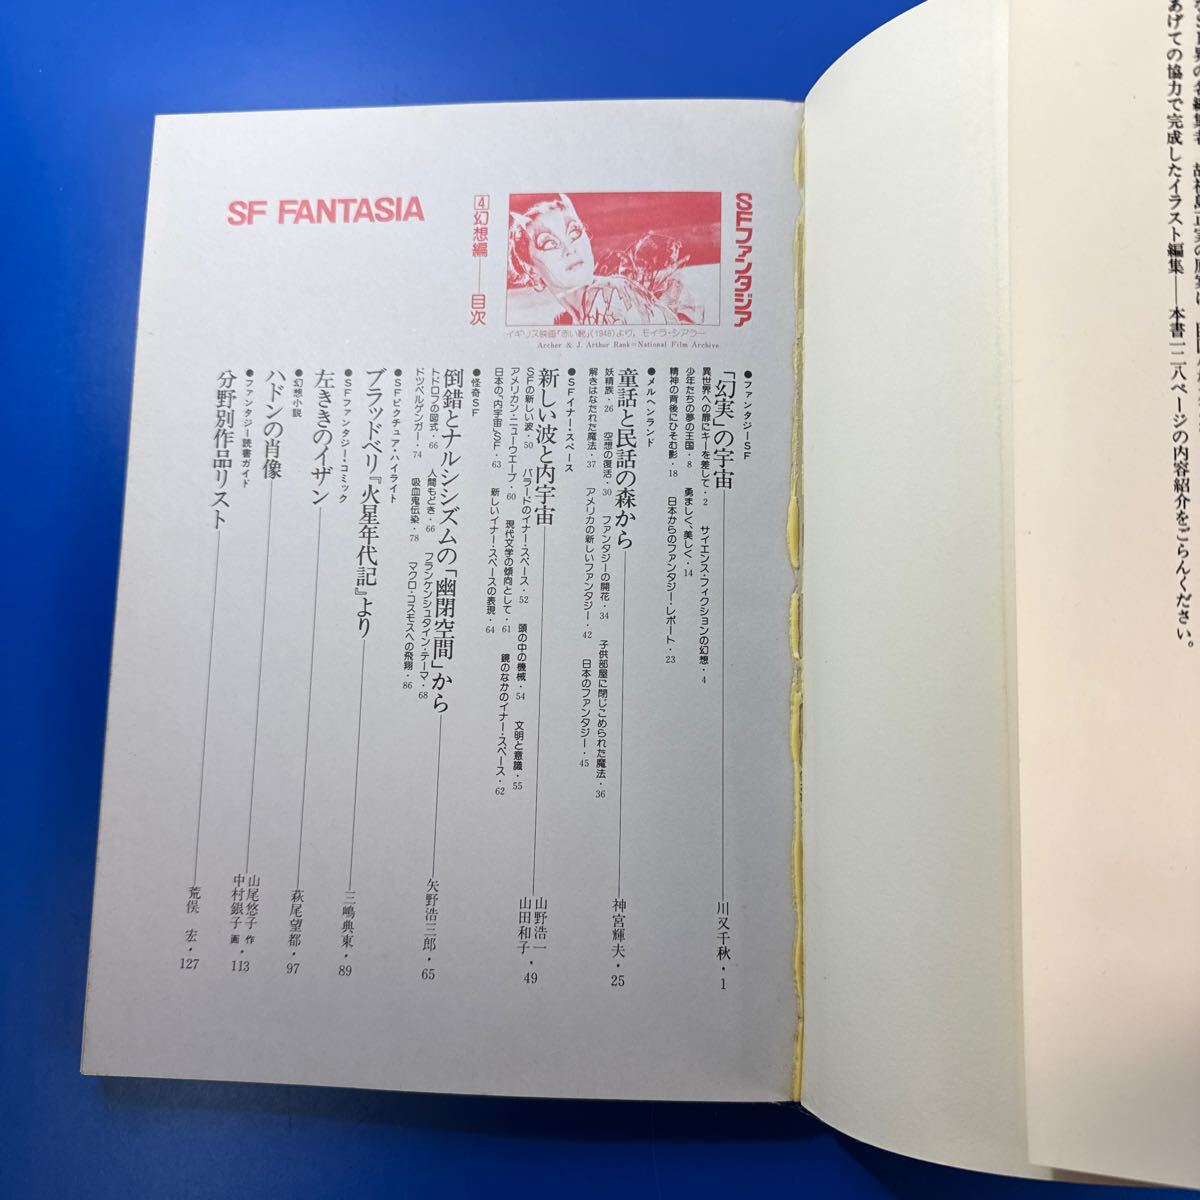 あげての協力で完成したイラスト編集――本書一二八ページの内容紹介をごらんください。
SFファンタジア
④幻想編――目次
SF FANTASIA
イギリス映画『赤い靴』(1948)より。モイラ・シアラー
Archer & J. Arthur Rank=National Film Archive
●ファンタジーSF
「幻実」の宇宙――川又千秋・1
異世界への扉にキーを差して・2　サイエンス・フィクションの幻想・4
少年たちの夢の王国・8　勇ましく、美しく・14
精神の背後にひそむ影・18　日本からのファンタジー・レポート・23
●メルヘンランド
童話と民話の森から――神宮輝夫・25
妖精族・26　空想の復活・30　ファンタジーの開花・34　子供部屋に閉じこめられた魔法・36
解きはなたれた魔法・37　アメリカの新しいファンタジー・42　日本のファンタジー・45
●SFイナー・スペース
新しい波と内宇宙――山野浩一　山田和子・49
SFの新しい波・50　バラードのイナー・スペース・52　頭の中の機械・54　文明と意識・55
アメリカン・ニューウエーブ・60　現代文学の傾向として・61　鏡のなかのイナー・スペース・62
日本の、内宇宙、SF・63　新しいイナー・スペースの表現・64
●怪奇SF
倒錯とナルシシズムの「幽閉空間」から――矢野浩三郎・65
トドロフの図式・66　人間もどき・66　フランケンシュタイン・テーマ・68
ドッペルゲンガー・74　吸血鬼伝染・78　マクロ・コスモスへの飛翔・86
●SFピクチュア・ハイライト
ブラッドベリ『火星年代記』より――三嶋典東・89
●SFファンタジー・コミック
左ききのイザン――萩尾望都・97
●幻想小説
ハドンの肖像――山尾悠子 作　中村銀子 画・113
●ファンタジー読書ガイド
分野別作品リスト――荒俣　宏・127